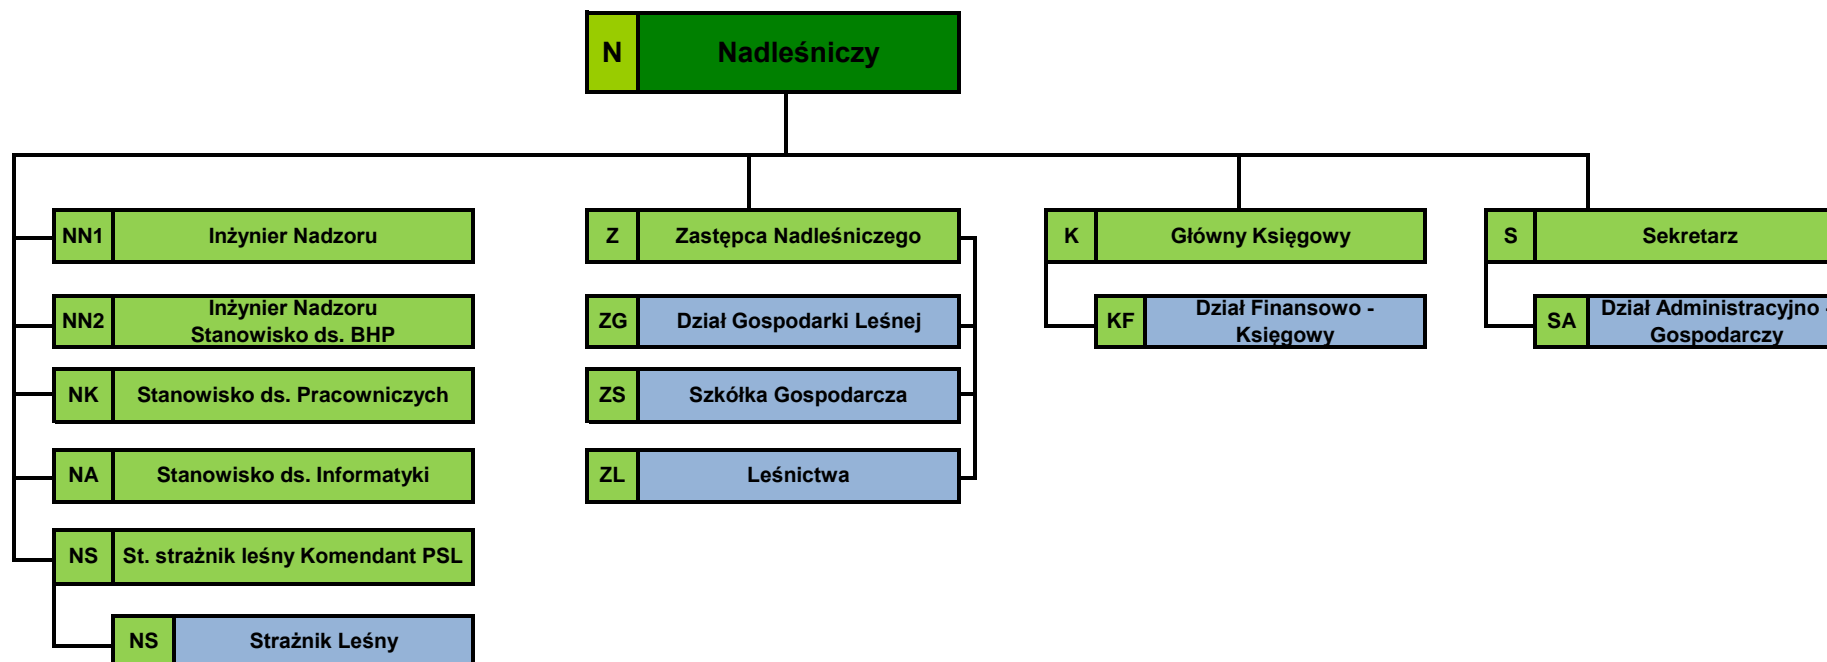 N Nadleśniczy
NN1 Inżynier Nadzoru
NN2 Inżynier Nadzoru
Stanowisko ds. BHP
NK Stanowisko ds. Pracowniczych
NA Stanowisko ds. Informatyki
NS St. strażnik leśny Komendant PSL
NS Strażnik Leśny
Z Zastępca Nadleśniczego
ZG Dział Gospodarki Leśnej
ZS Szkółka Gospodarcza
ZL Leśnictwa
K Główny Księgowy
KF Dział Finansowo -
Księgowy
S Sekretarz
SA Dział Administracyjno -
Gospodarczy